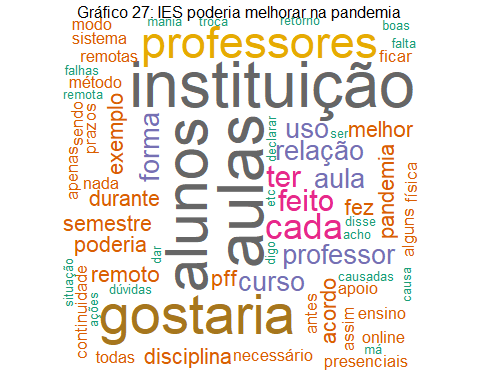 Gráfico 27: IES poderia melhorar na pandemia
modo mania troca retorno boas
sistema professores falta
remotas ficar
falhas instituição
método
remota
prazos
sendo
apenas
exemplo
forma
alunos
aulas
declarar
uso ser melhor
relação
nada ter aula
durante feito etc
pandemia
alguns física
semestre cada fez disse
poderia acho
professor
digo
dar
situação
continuidade
remoto pff curso causadas
causa
dúvidas apoio
ações
gostaria
antes
acordo
assim
ensino
online
todas disciplina necessário má
presenciais